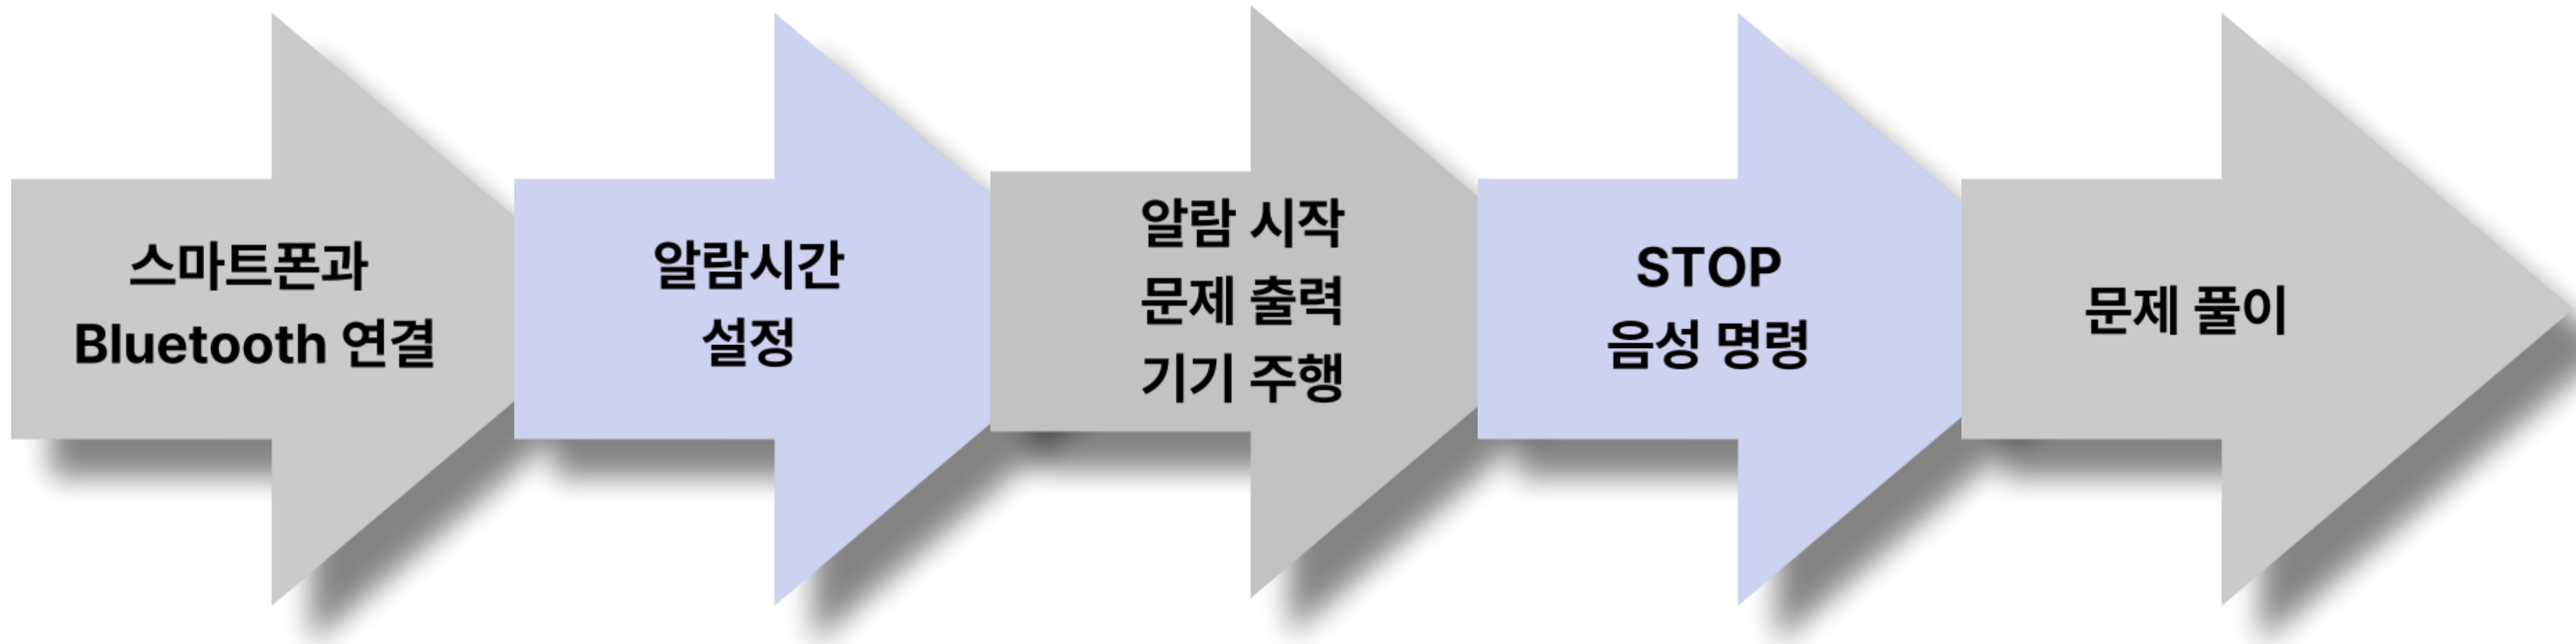 스마트폰과
Bluetooth 연결
알람시간
설정
알람 시작
문제 출력
기기 주행
STOP
음성 명령
문제 풀이